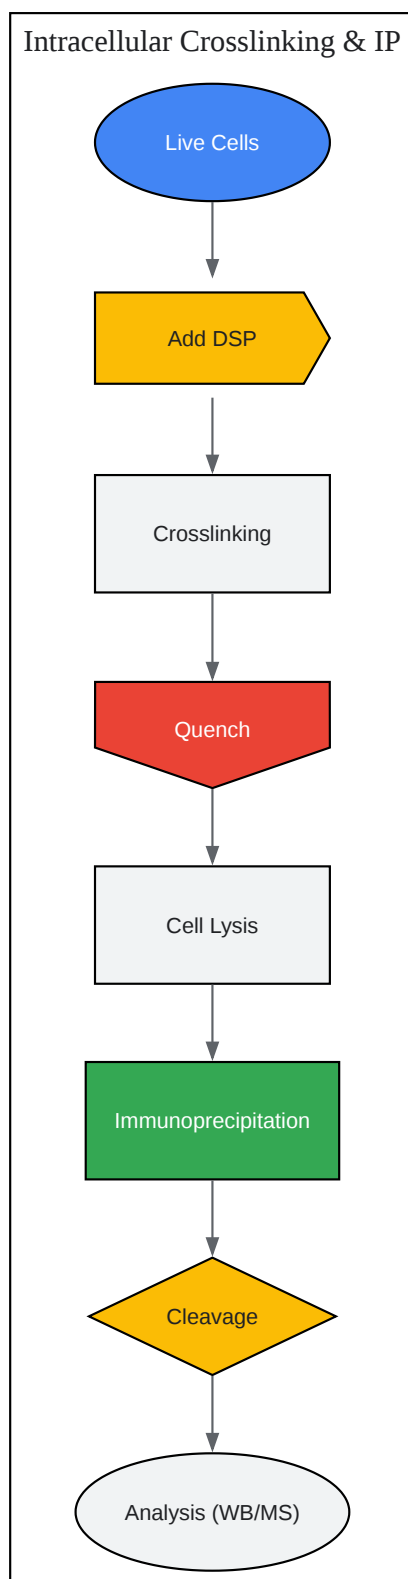 Intracellular Crosslinking & IP
Live Cells
Add DSP
Crosslinking
Quench
Cell Lysis
Immunoprecipitation
Cleavage
Analysis (WB/MS)